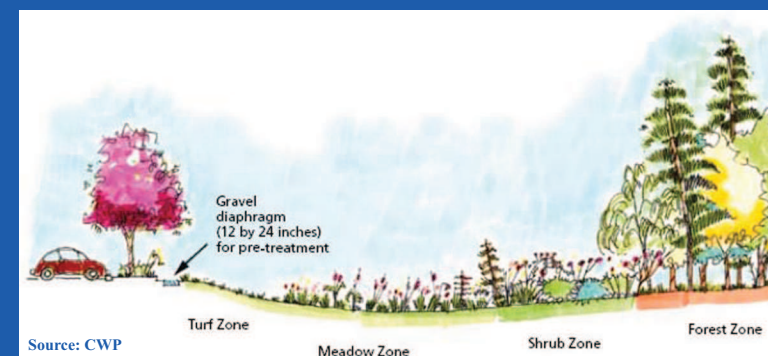 Gravel
diaphragm
(12 by 24 inches)
for pre-treatment
Turf Zone
Meadow Zone
Shrub Zone
Forest Zone
Source: CWP